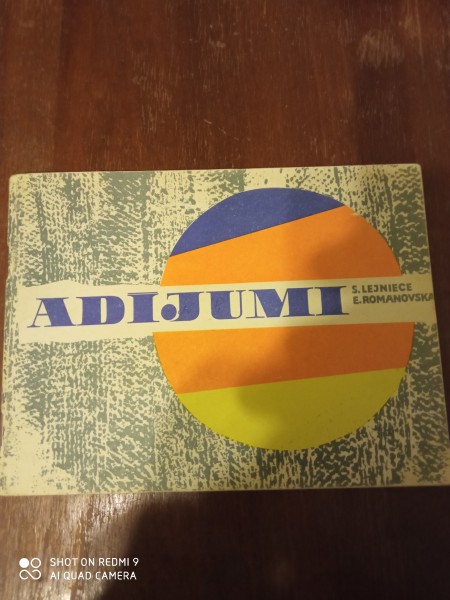 ADIJUMI
S. LEJNIECE
E. ROMANOVSKA
SHOT ON REDMI 9
AI QUAD CAMERA